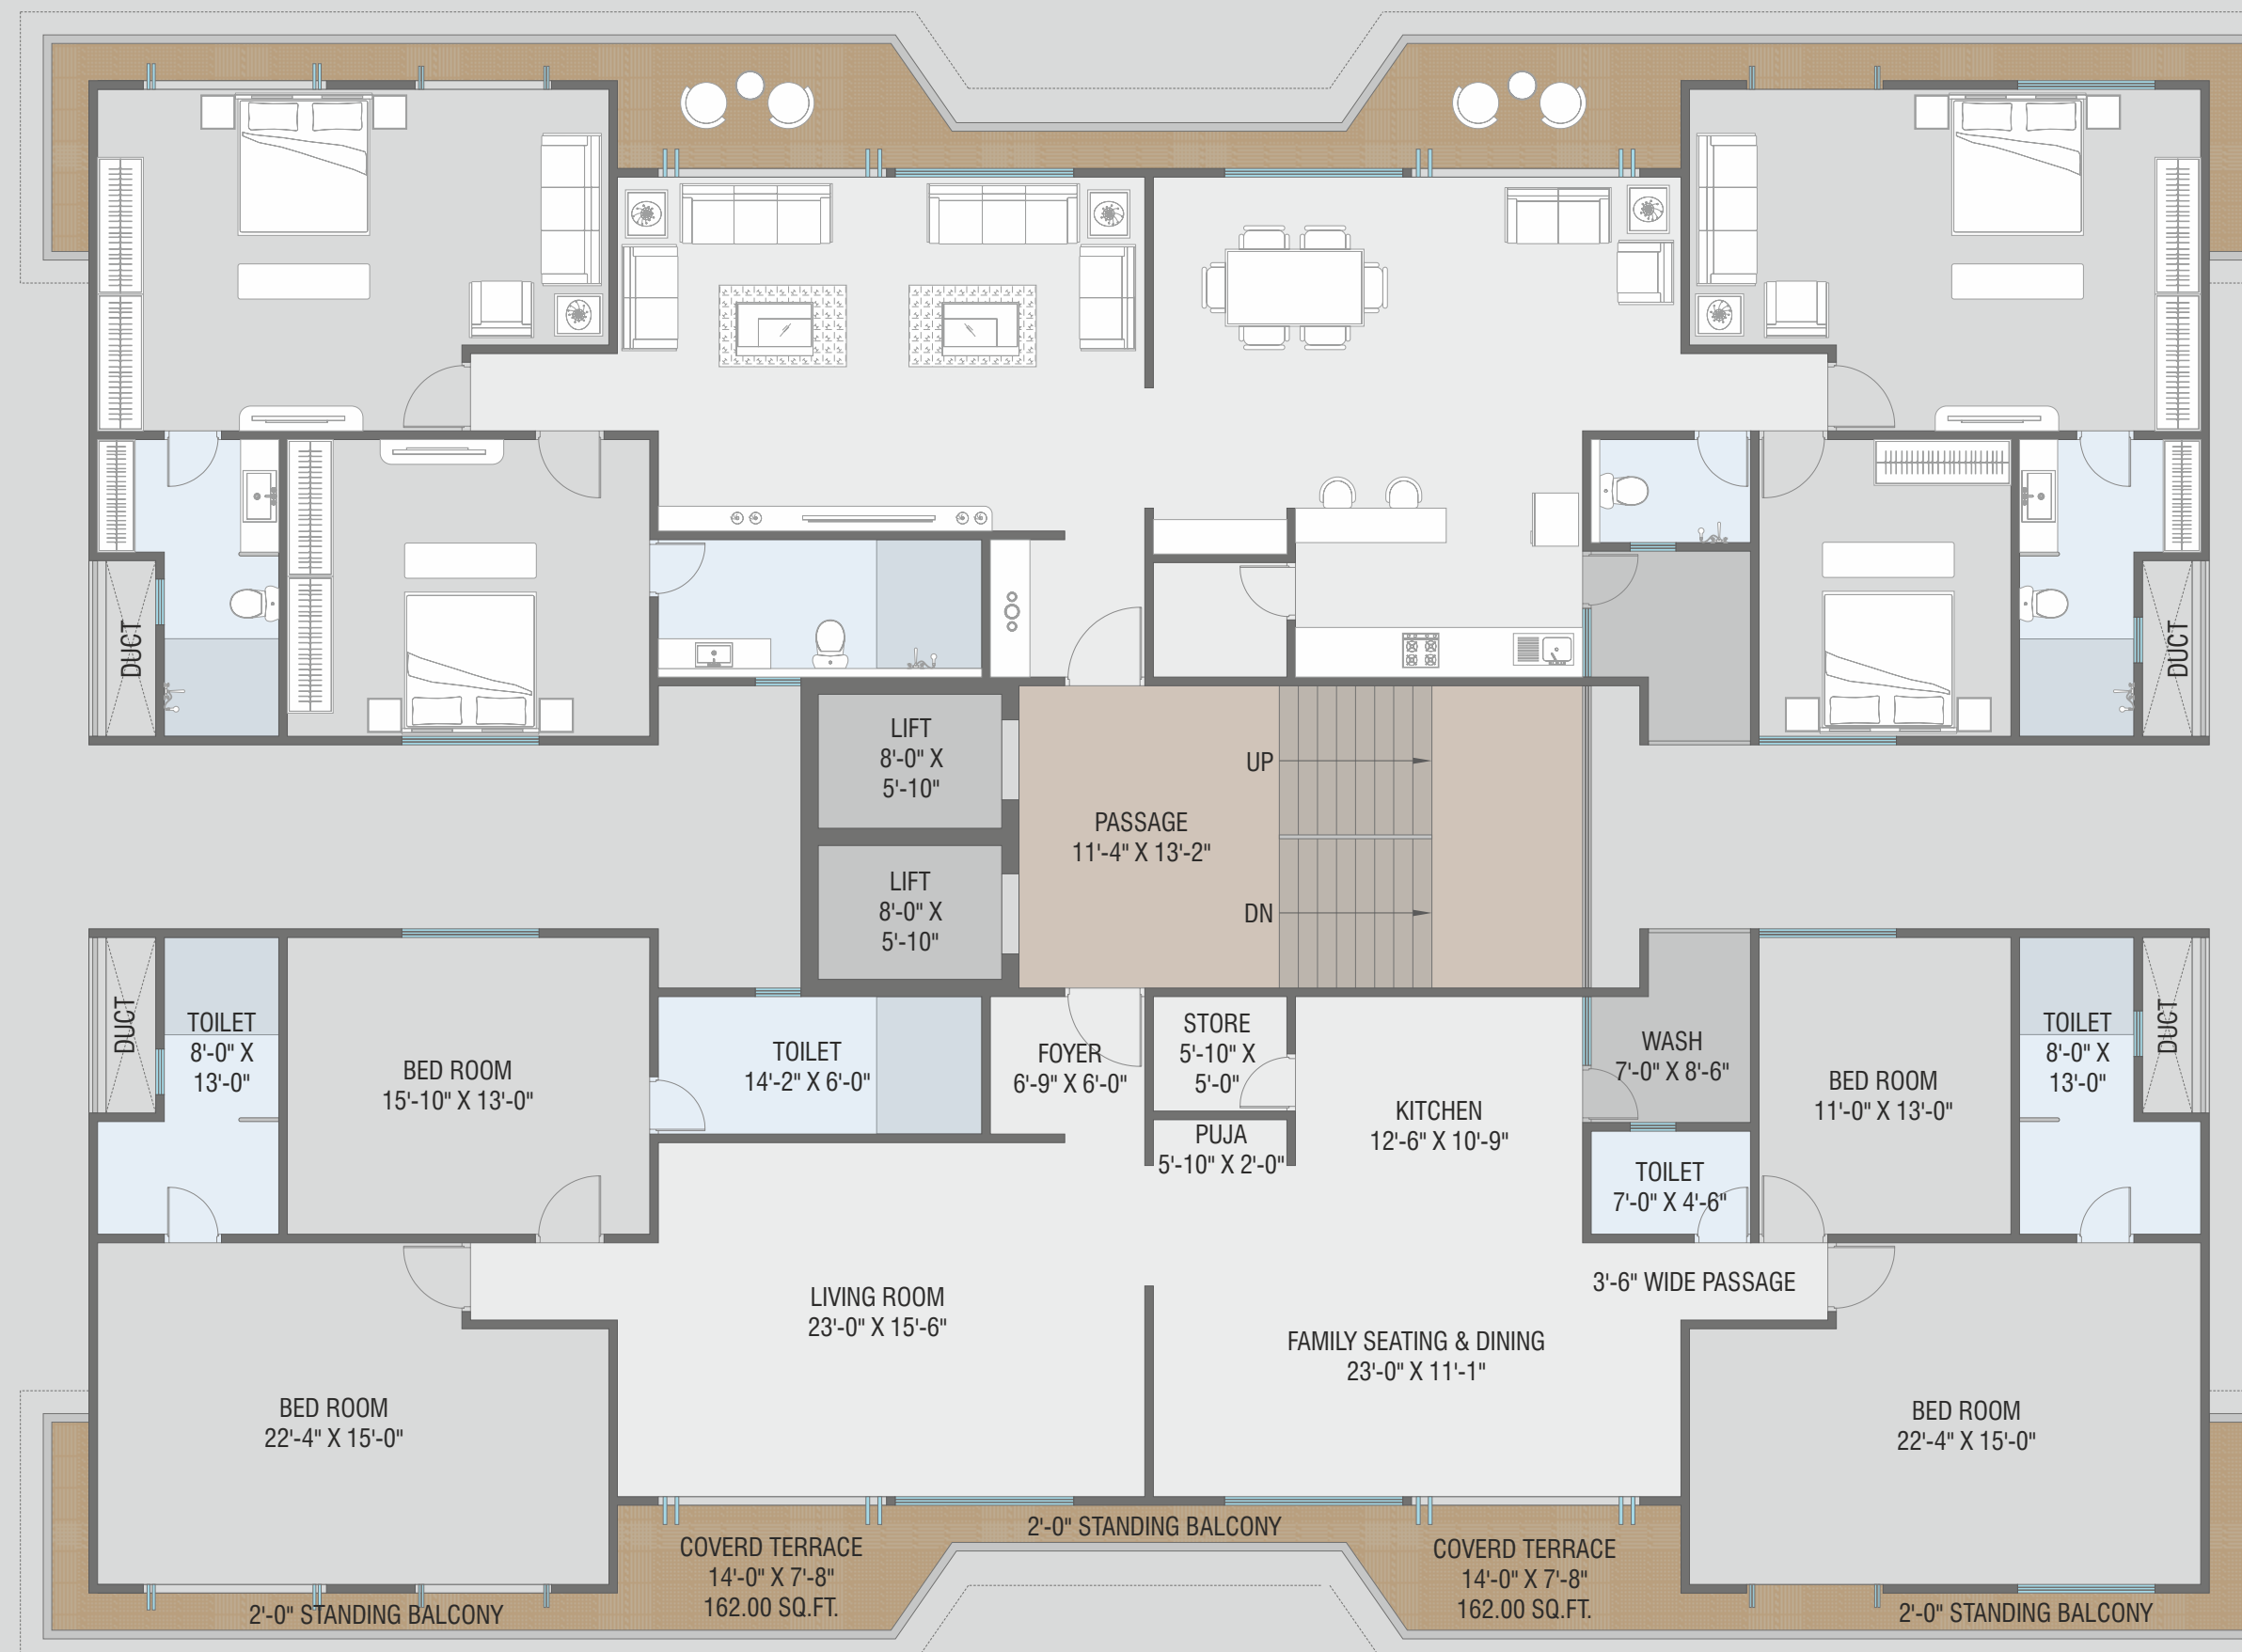 DUCT
DUCT
LIFT
8'-0" X
5'-10"
UP
PASSAGE
11'-4" X 13'-2"
LIFT
8'-0" X
5'-10"
DN
DUCT
TOILET
8'-0" X
13'-0"
BED ROOM
15'-10" X 13'-0"
TOILET
14'-2" X 6'-0"
FOYER
6'-9" X 6'-0"
STORE
5'-10" X
5'-0"
PUJA
5'-10" X 2'-0"
KITCHEN
12'-6" X 10'-9"
WASH
7'-0" X 8'-6"
TOILET
7'-0" X 4'-6"
BED ROOM
11'-0" X 13'-0"
TOILET
8'-0" X
13'-0"
DUCT
3'-6" WIDE PASSAGE
LIVING ROOM
23'-0" X 15'-6"
FAMILY SEATING & DINING
23'-0" X 11'-1"
BED ROOM
22'-4" X 15'-0"
BED ROOM
22'-4" X 15'-0"
2'-0" STANDING BALCONY
COVERD TERRACE
14'-0" X 7'-8"
162.00 SQ.FT.
COVERD TERRACE
14'-0" X 7'-8"
162.00 SQ.FT.
2'-0" STANDING BALCONY
2'-0" STANDING BALCONY